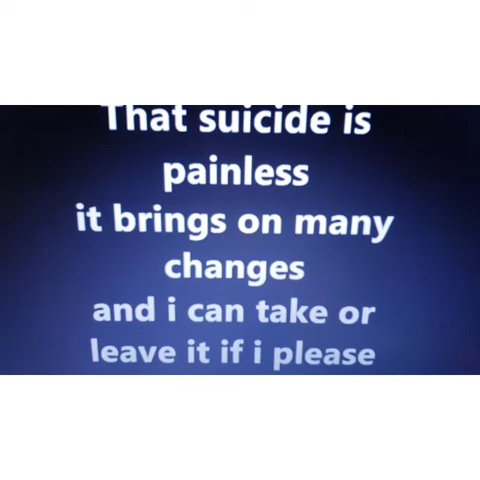 That suicide is
painless
it brings on many
changes
and i can take or
leave it if i please